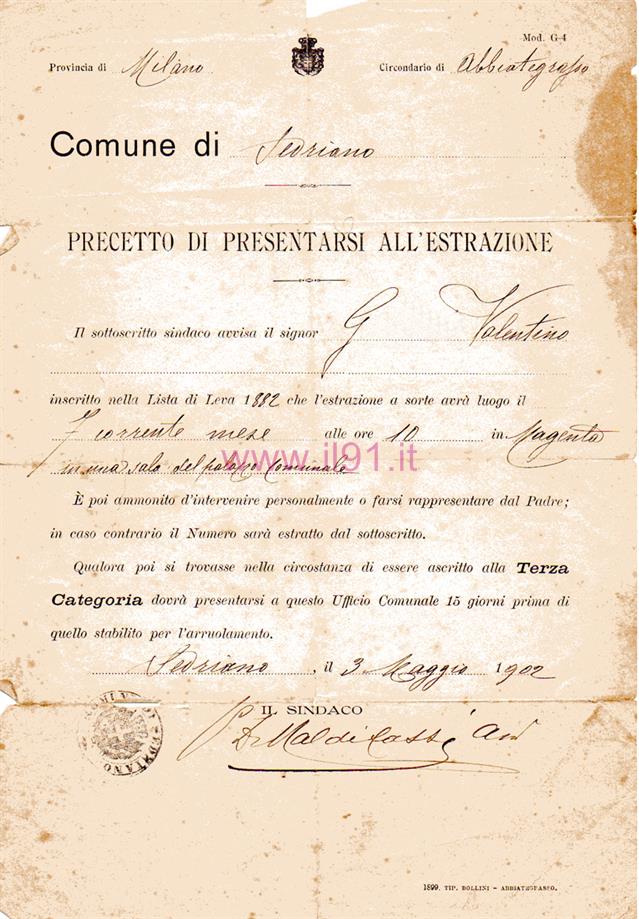 Mod. G-4
Provincia di Milano Circondario di Abbiategrasso
Comune di Sedriano
PRECETTO DI PRESENTARSI ALL'ESTRAZIONE
Il sottoscritto sindaco avvisa il signor G Valentino
inscritto nella Lista di Leva 1882 che l'estrazione a sorte avrà luogo il
7 corrente mese alle ore 10 in Magenta
www.il91.it
in una sala del palazzo Comunale
È poi ammonito d'intervenire personalmente o farsi rappresentare dal Padre;
in caso contrario il Numero sarà estratto dal sottoscritto.
Qualora poi si trovasse nella circostanza di essere ascritto alla Terza
Categoria dovrà presentarsi a questo Ufficio Comunale 15 giorni prima di
quello stabilito per l'arruolamento.
Sedriano, il 3 Maggio 1902
IL SINDACO
SEDRIANO
1899. TIP. BOLLINI - ABBIATEGRASSO.